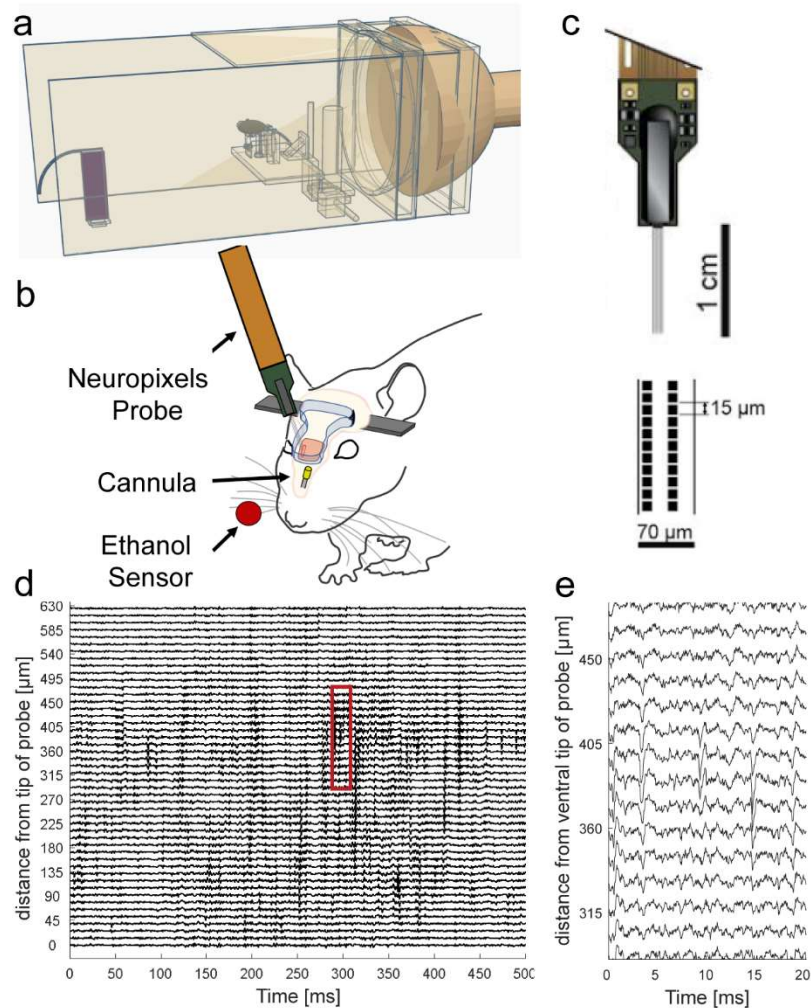 a
c
1 cm
b
Neuropixels
Probe
Cannula
Ethanol
Sensor
15 µm
70 µm
d
distance from tip of probe [µm]
630
585
540
495
450
405
360
315
270
225
180
135
90
45
0
0 50 100 150 200 250 300 350 400 450 500
Time [ms]
e
distance from ventral tip of probe [µm]
450
405
360
315
0 5 10 15 20
Time [ms]